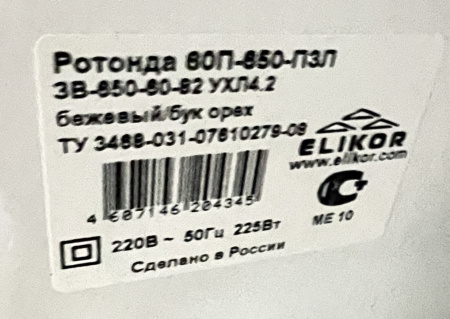 Ротонда 60П-650-П3Л
ЭВ-650-60-82 УХЛ4.2
бежевый/бук орех
ТУ 3468-031-07610279-09
ELIKOR
www.elikor.com
4 607146 204345
220В ~ 50Гц 225Вт
МЕ 10
Сделано в России